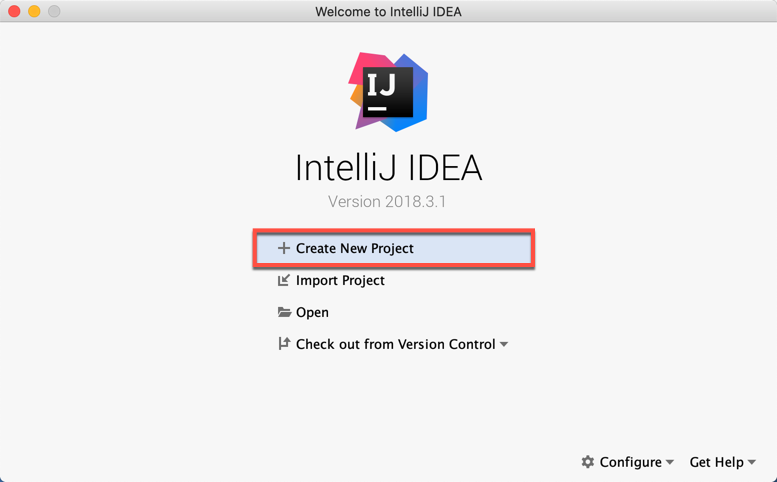 Welcome to IntelliJ IDEA
IJ
IntelliJ IDEA
Version 2018.3.1
Create New Project
Import Project
Open
Check out from Version Control
Configure Get Help